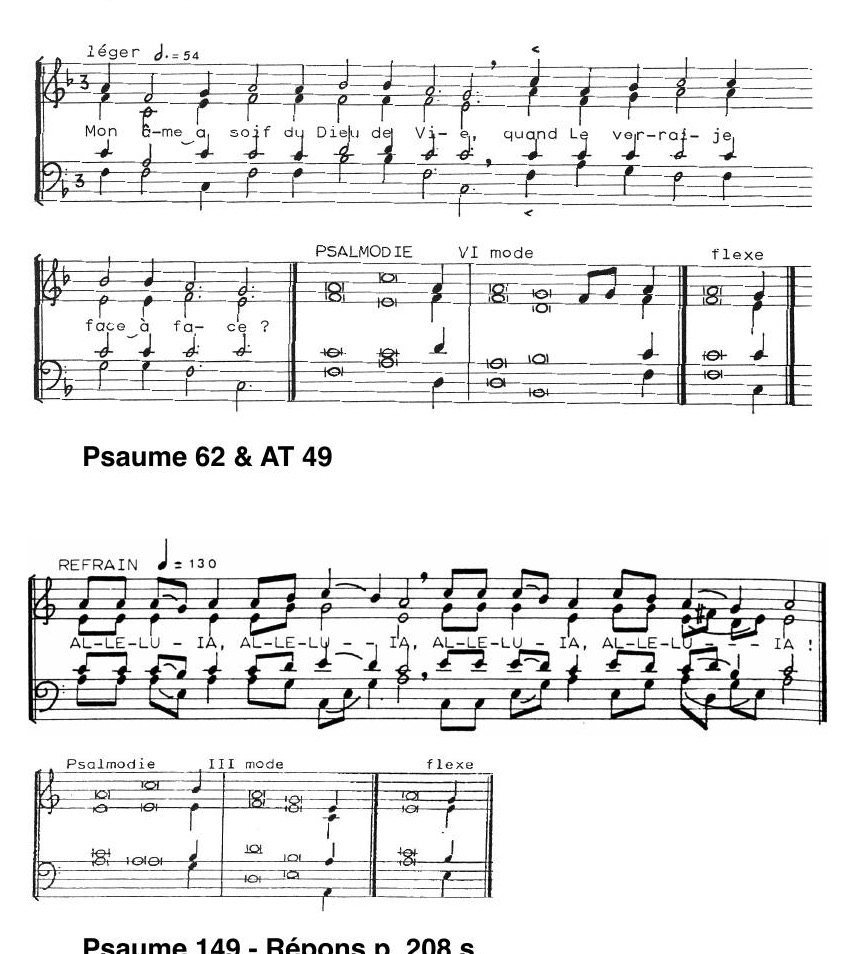 léger = 54
3
Mon â-me a soif du Dieu de Vi- e, quand Le ver-rai- je
3
PSALMODIE VI mode flexe
face à fa- ce ?
Psaume 62 & AT 49
REFRAIN = 130
AL-LE-LU - IA, AL-LE-LU - - IA, AL-LE-LU - IA, AL-LE-LU - - - IA !
Psalmodie III mode flexe
Psaume 149 - Répons p. 208 s